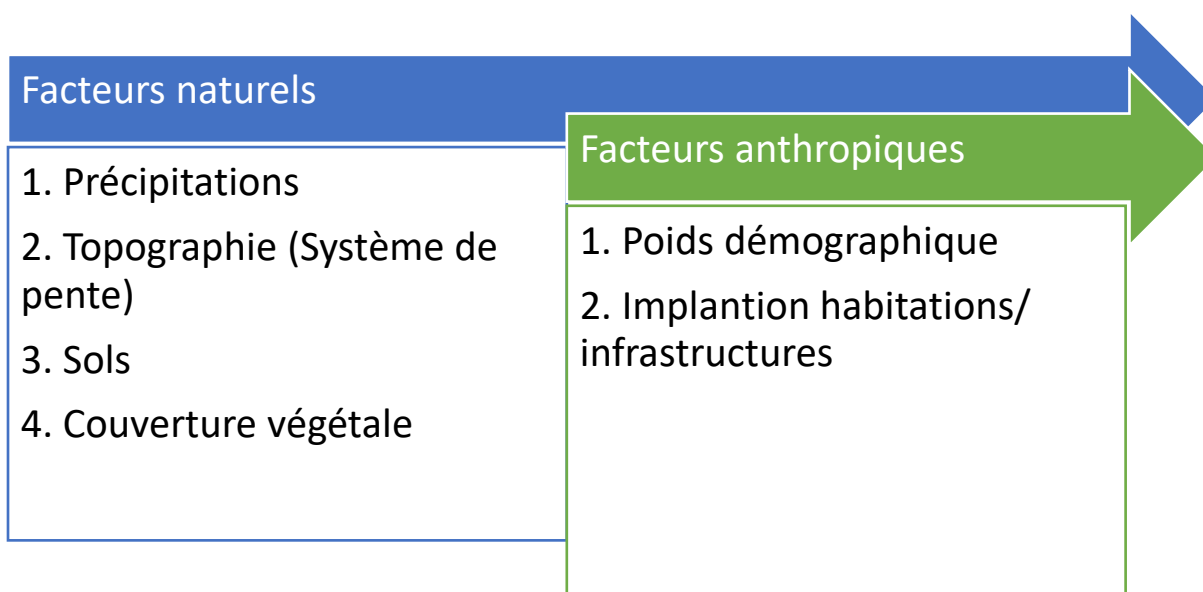 Facteurs naturels
1. Précipitations
2. Topographie (Système de
pente)
3. Sols
4. Couverture végétale
Facteurs anthropiques
1. Poids démographique
2. Implantion habitations/
infrastructures